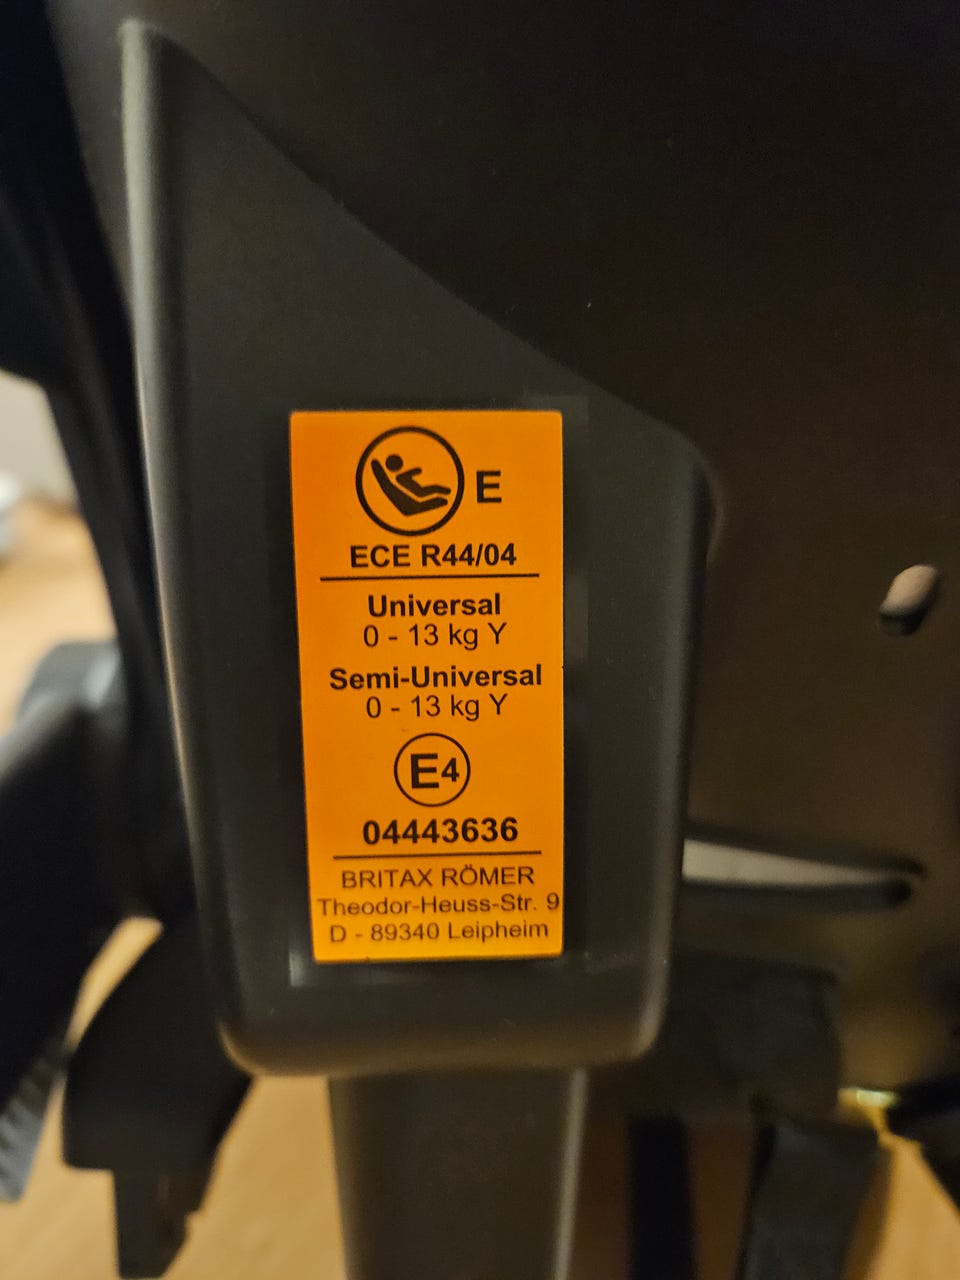 E
ECE R44/04
Universal
0 - 13 kg Y
Semi-Universal
0 - 13 kg Y
E4
04443636
BRITAX RÖMER
Theodor-Heuss-Str. 9
D - 89340 Leipheim